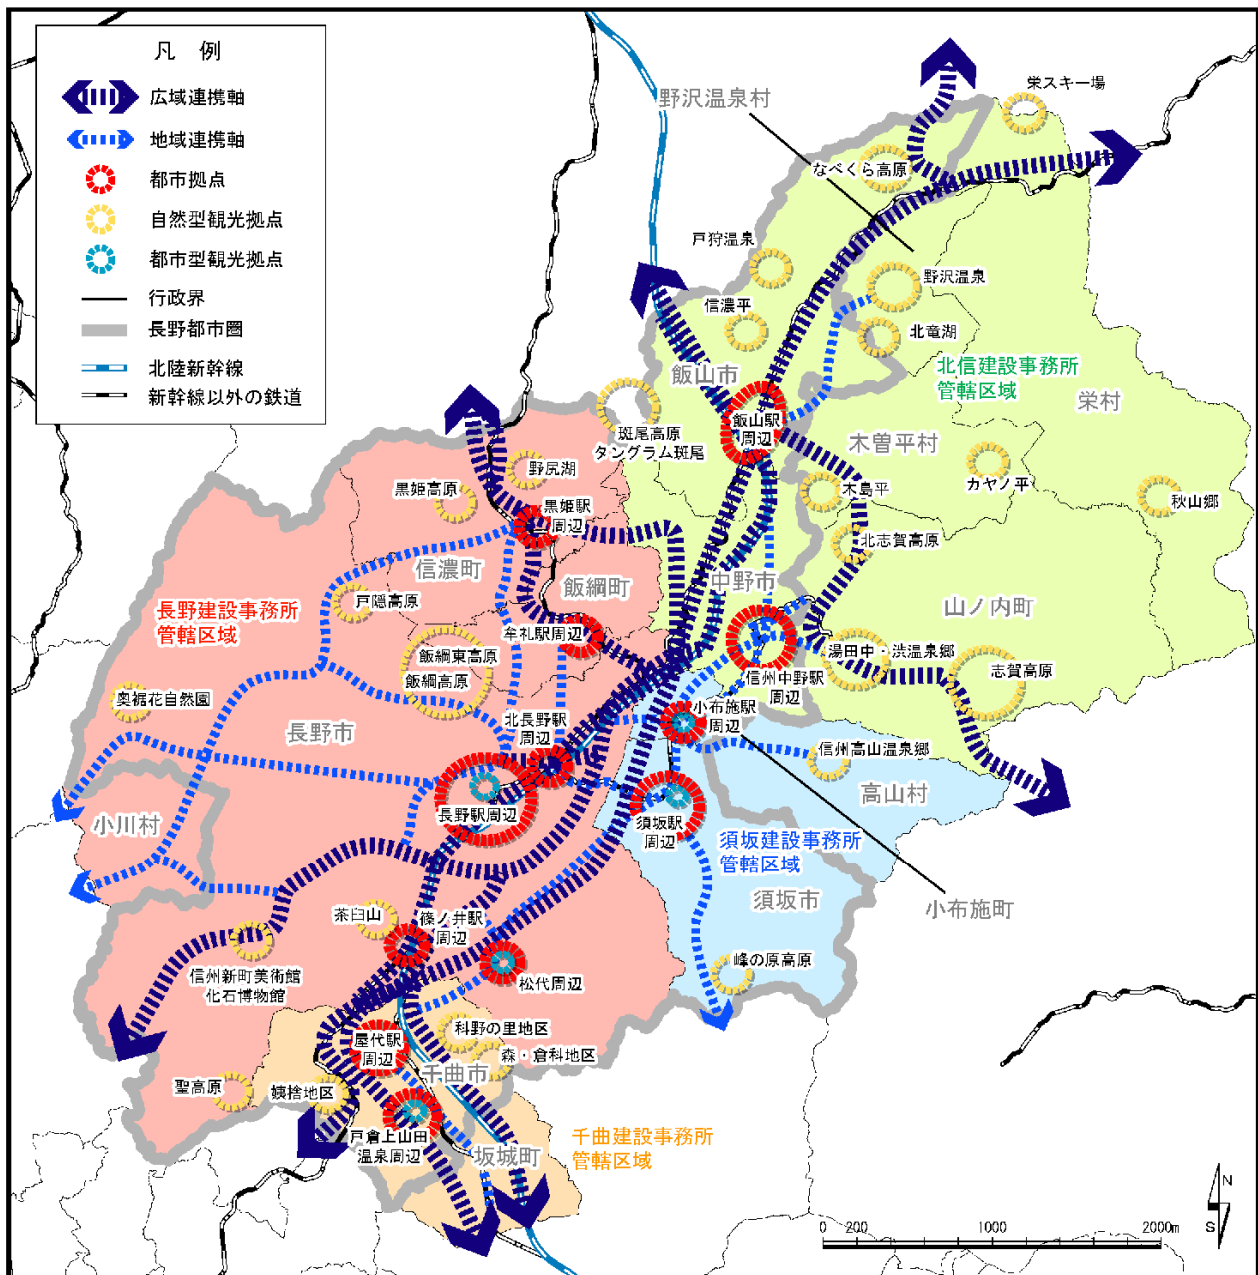 凡 例
広域連携軸
地域連携軸
都市拠点
自然型観光拠点
都市型観光拠点
行政界
長野都市圏
北陸新幹線
新幹線以外の鉄道
野沢温泉村
栄スキー場
なべくら高原
戸狩温泉
野沢温泉
信濃平
北竜湖
飯山市
北信建設事務所
管轄区域
栄村
飯山駅
周辺
斑尾高原
タングラム斑尾
木曽平村
カヤノ平
木島平
秋山郷
野尻湖
黒姫高原
黒姫駅
周辺
北志賀高原
信濃町
飯綱町
中野市
長野建設事務所
管轄区域
戸隠高原
山ノ内町
牟礼駅周辺
飯綱東高原
飯綱高原
湯田中・渋温泉郷
志賀高原
信州中野駅
周辺
奥裾花自然園
長野市
北長野駅
周辺
小布施駅
周辺
信州高山温泉郷
高山村
長野駅周辺
小川村
須坂駅
周辺
須坂建設事務所
管轄区域
須坂市
小布施町
茶臼山
篠ノ井駅
周辺
信州新町美術館
化石博物館
松代周辺
峰の原高原
科野の里地区
屋代駅
周辺
森・倉科地区
千曲市
聖高原
姨捨地区
戸倉上山田
温泉周辺
坂城町
千曲建設事務所
管轄区域
N
S
0 200 1000 2000m